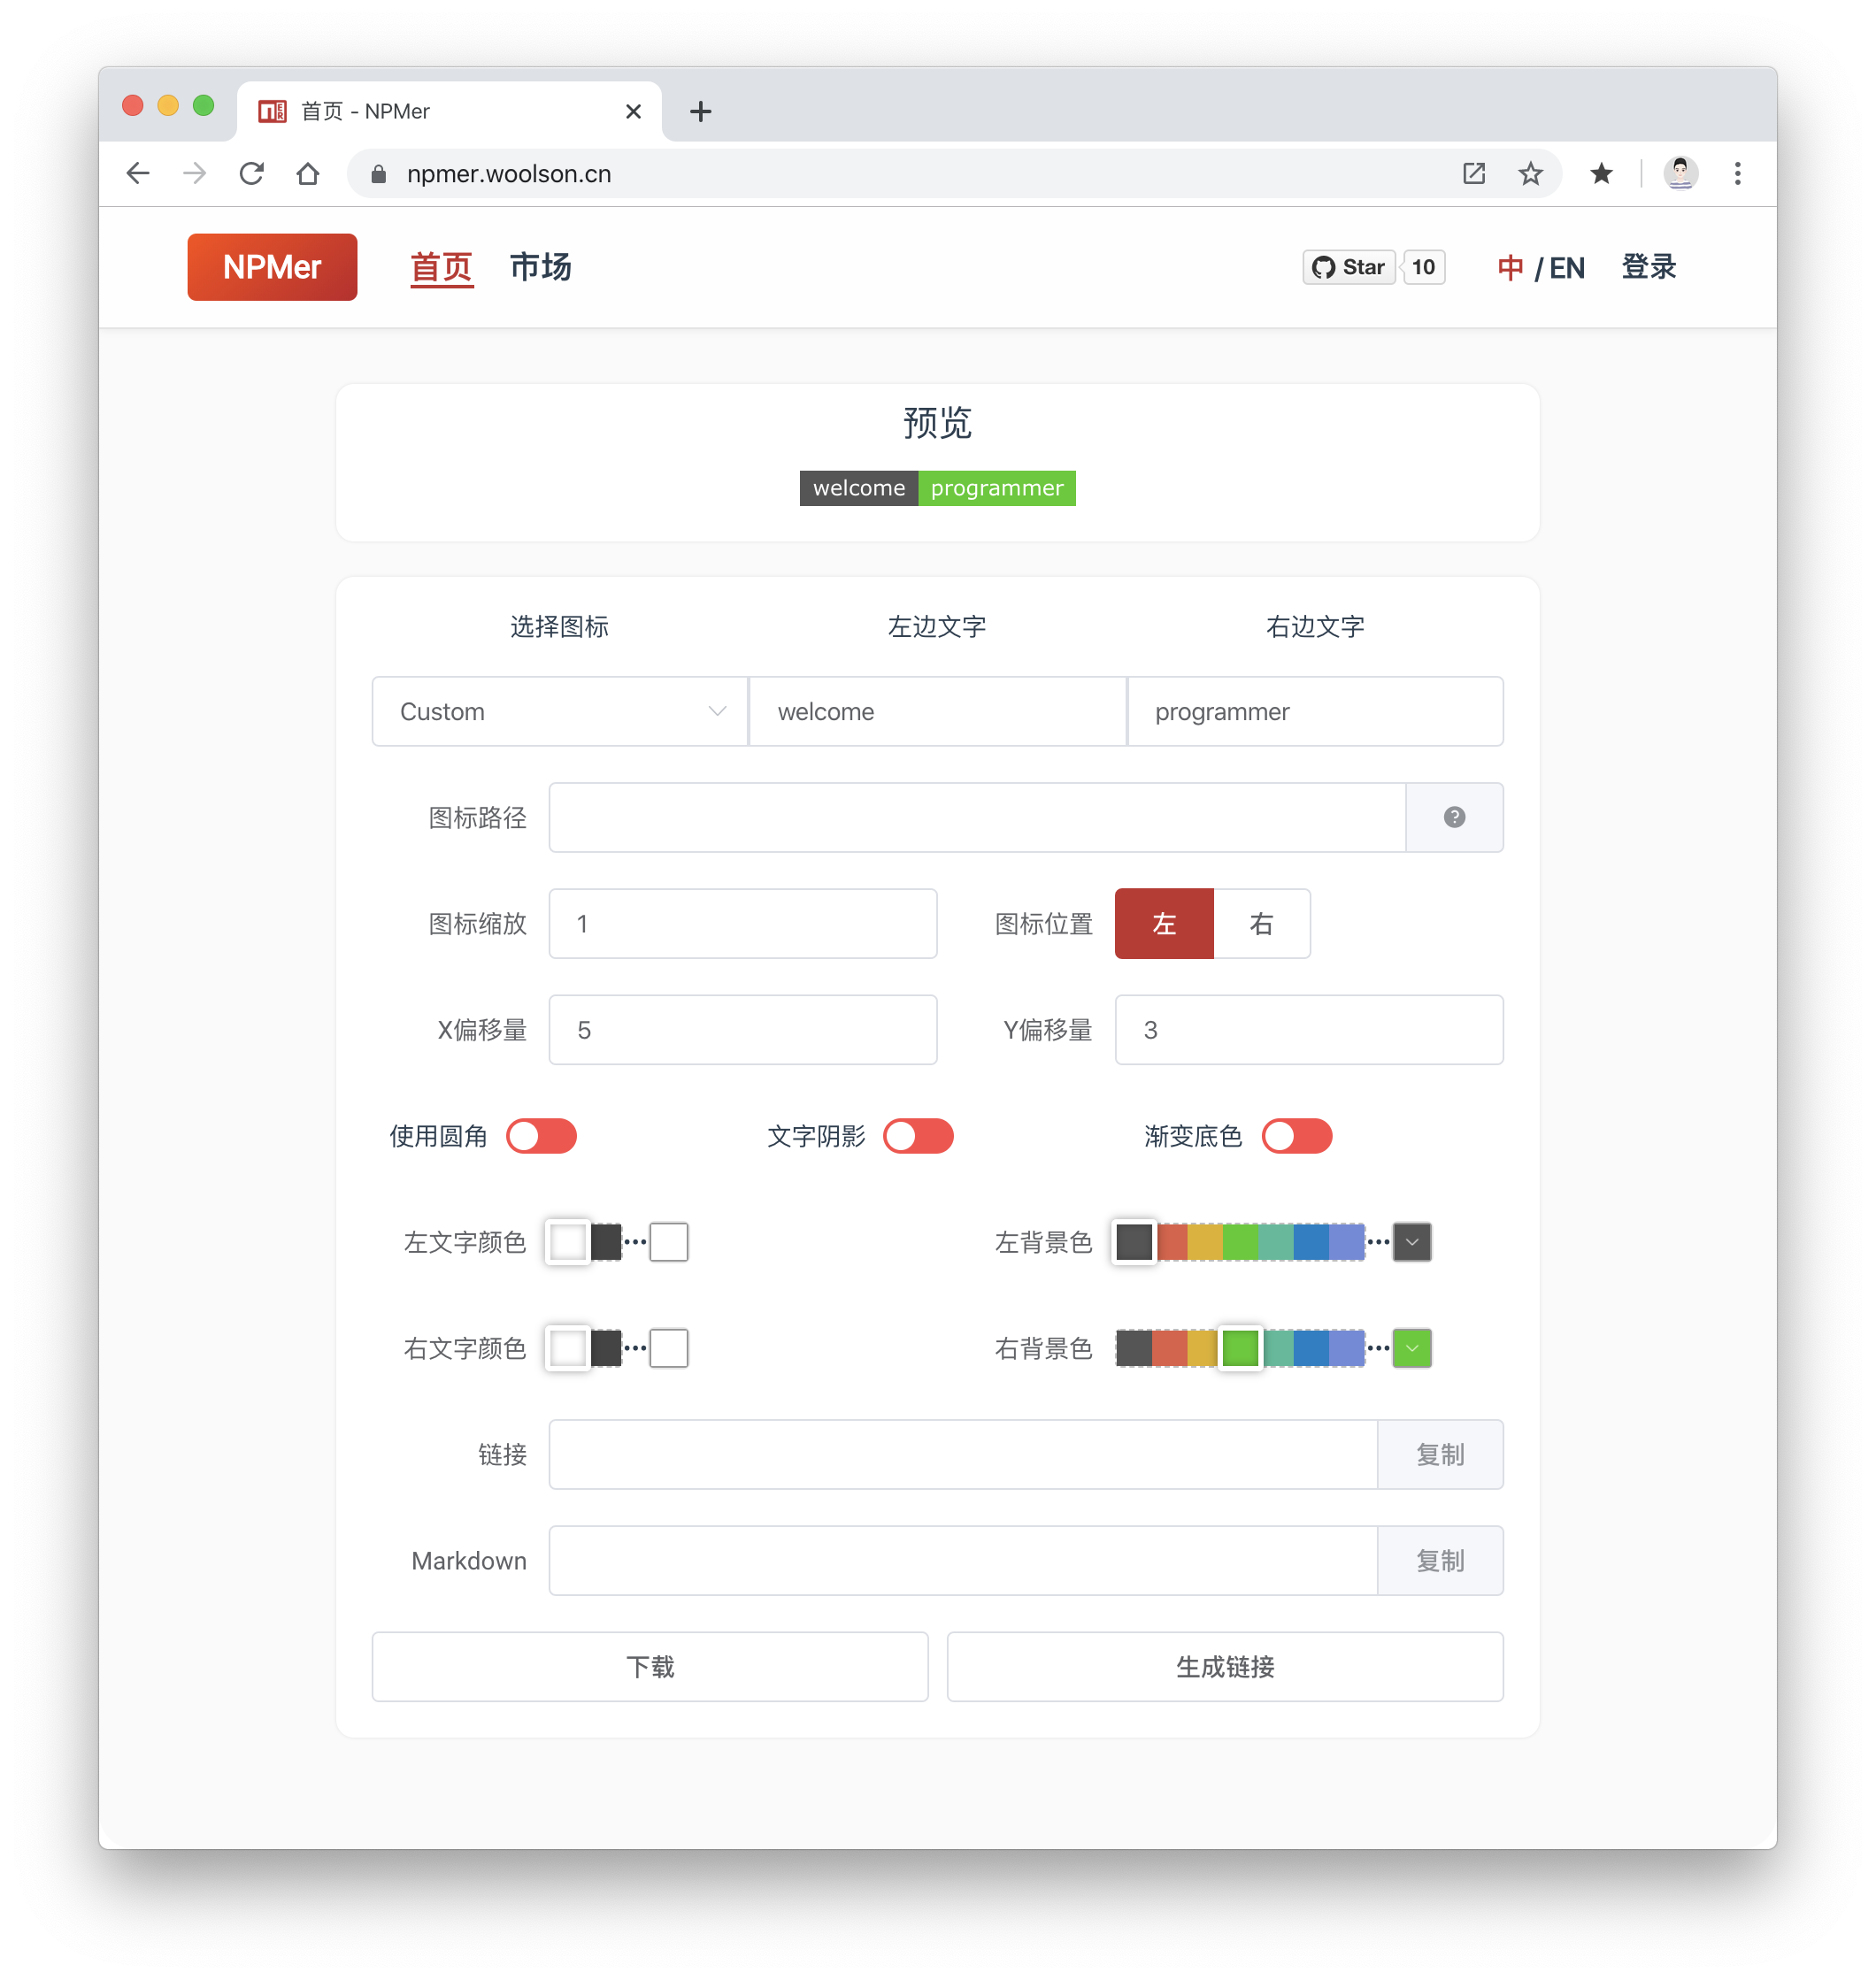 首页 - NPMer
npmer.woolson.cn
NPMer 首页 市场 Star 10 中 / EN 登录
预览
welcome programmer
选择图标 左边文字 右边文字
Custom welcome programmer
图标路径
图标缩放 1 图标位置 左 右
X偏移量 5 Y偏移量 3
使用圆角 文字阴影 渐变底色
左文字颜色 左背景色
右文字颜色 右背景色
链接 复制
Markdown 复制
下载 生成链接